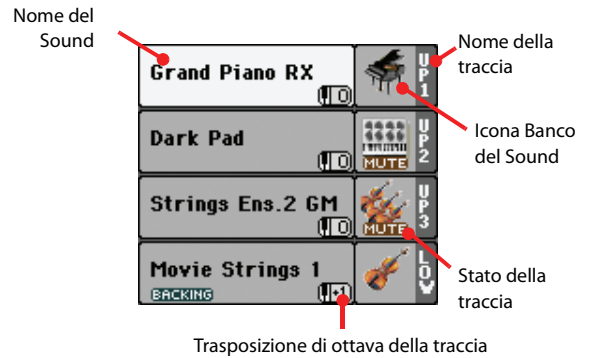 Nome del
Sound
Nome della
traccia
Grand Piano RX
0
UP1
Icona Banco
del Sound
Dark Pad
0
MUTE
UP2
Strings Ens.2 GM
0
MUTE
UP3
Movie Strings 1
BACKING
+1
LOW
Stato della
traccia
Trasposizione di ottava della traccia